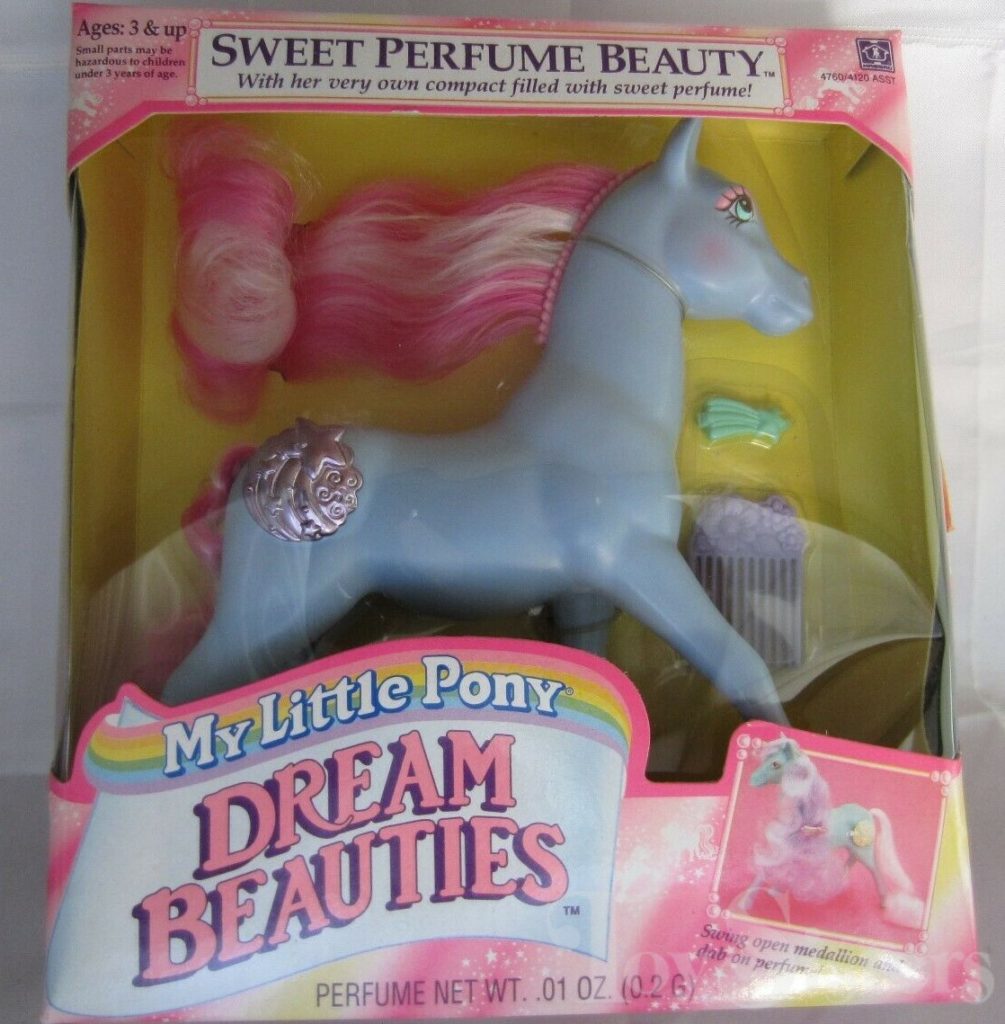 Ages: 3 & up
Small parts may be
hazardous to children
under 3 years of age.
SWEET PERFUME BEAUTY™
With her very own compact filled with sweet perfume!
4760/4120 ASST
My Little Pony®
DREAM
BEAUTIES™
Swing open medallion and
dab on perfume
PERFUME NET WT. .01 OZ. (0.2 G)